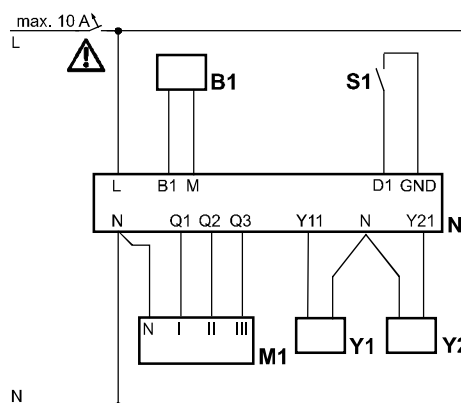 max. 10 A
L
B1
S1
L B1 M D1 GND
N Q1 Q2 Q3 Y11 N Y21
N
N I II III
M1
Y1
Y2
N